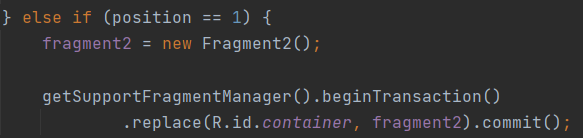 } else if (position == 1) {
fragment2 = new Fragment2();
getSupportFragmentManager().beginTransaction()
.replace(R.id.container, fragment2).commit();